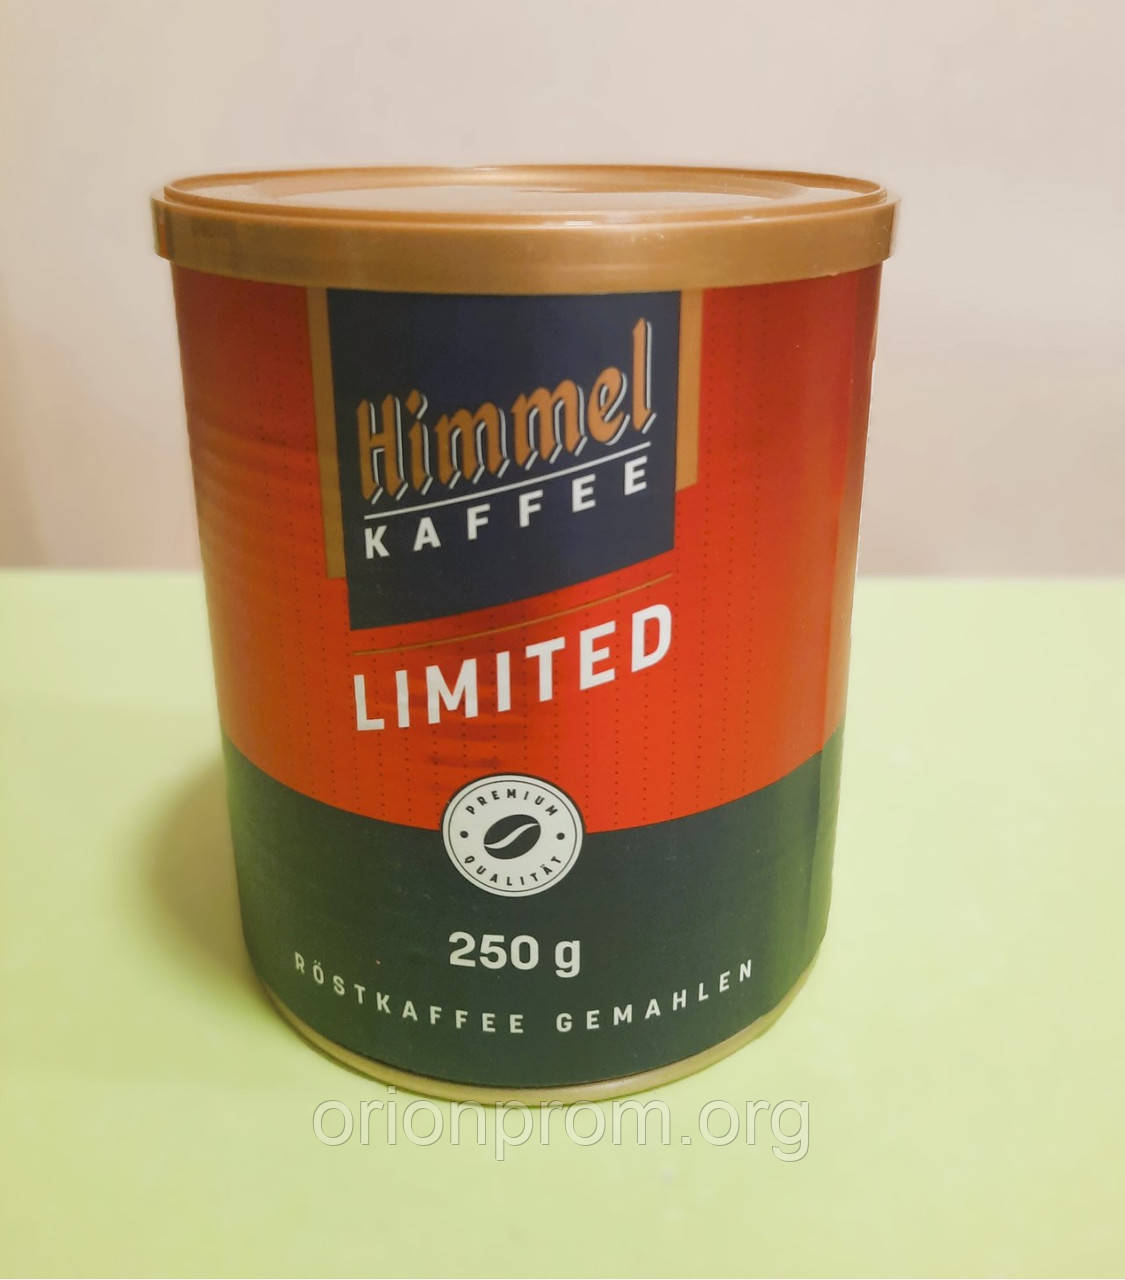 Himmel
KAFFEE
LIMITED
PREMIUM
QUALITÄT
250 g
RÖSTKAFFEE GEMAHLEN
orionprom.org